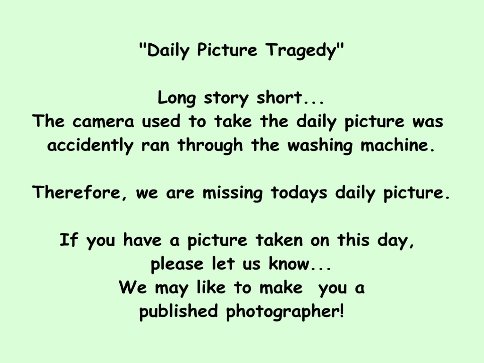 "Daily Picture Tragedy"
Long story short...
The camera used to take the daily picture was
accidently ran through the washing machine.
Therefore, we are missing todays daily picture.
If you have a picture taken on this day,
please let us know...
We may like to make  you a
published photographer!